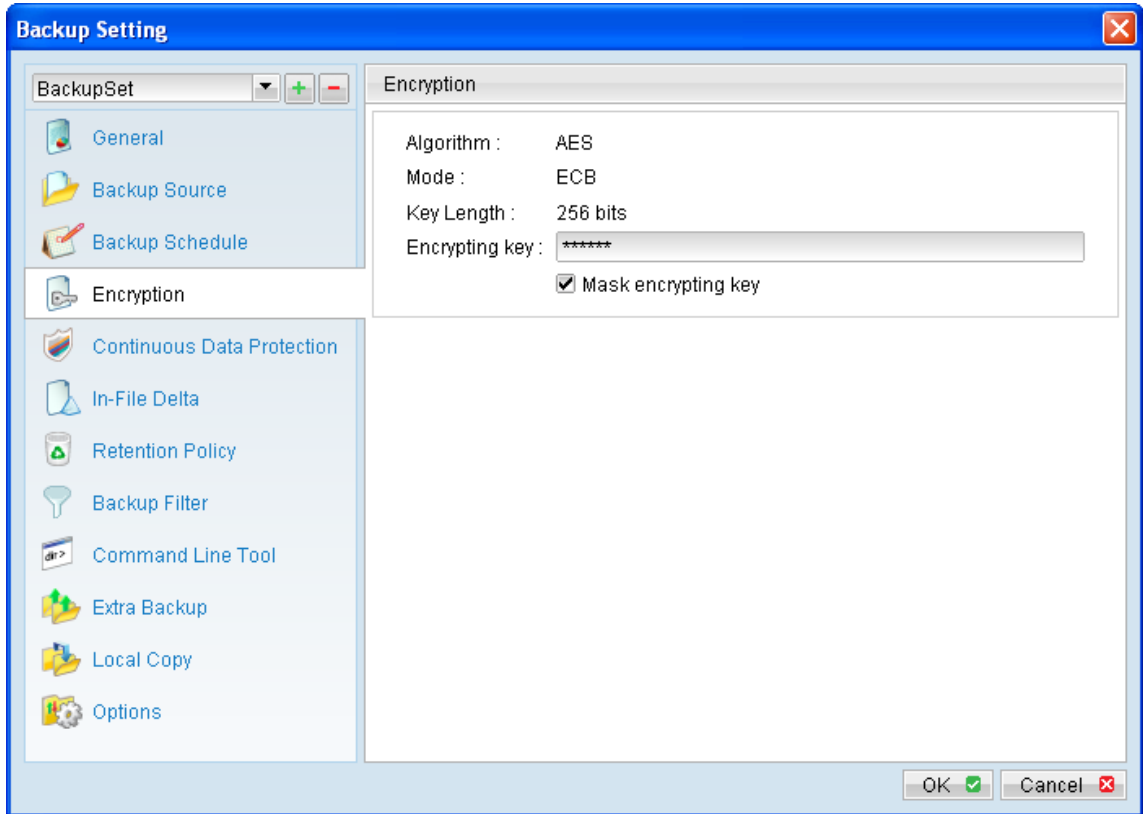 Backup Setting
BackupSet
General
Backup Source
Backup Schedule
Encryption
Continuous Data Protection
In-File Delta
Retention Policy
Backup Filter
dir>
Command Line Tool
Extra Backup
Local Copy
Options
Encryption
Algorithm : AES
Mode : ECB
Key Length : 256 bits
Encrypting key : ******
Mask encrypting key
OK
Cancel